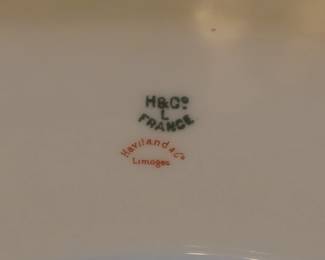 H&Cº
L
FRANCE
Haviland & Cº
Limoges